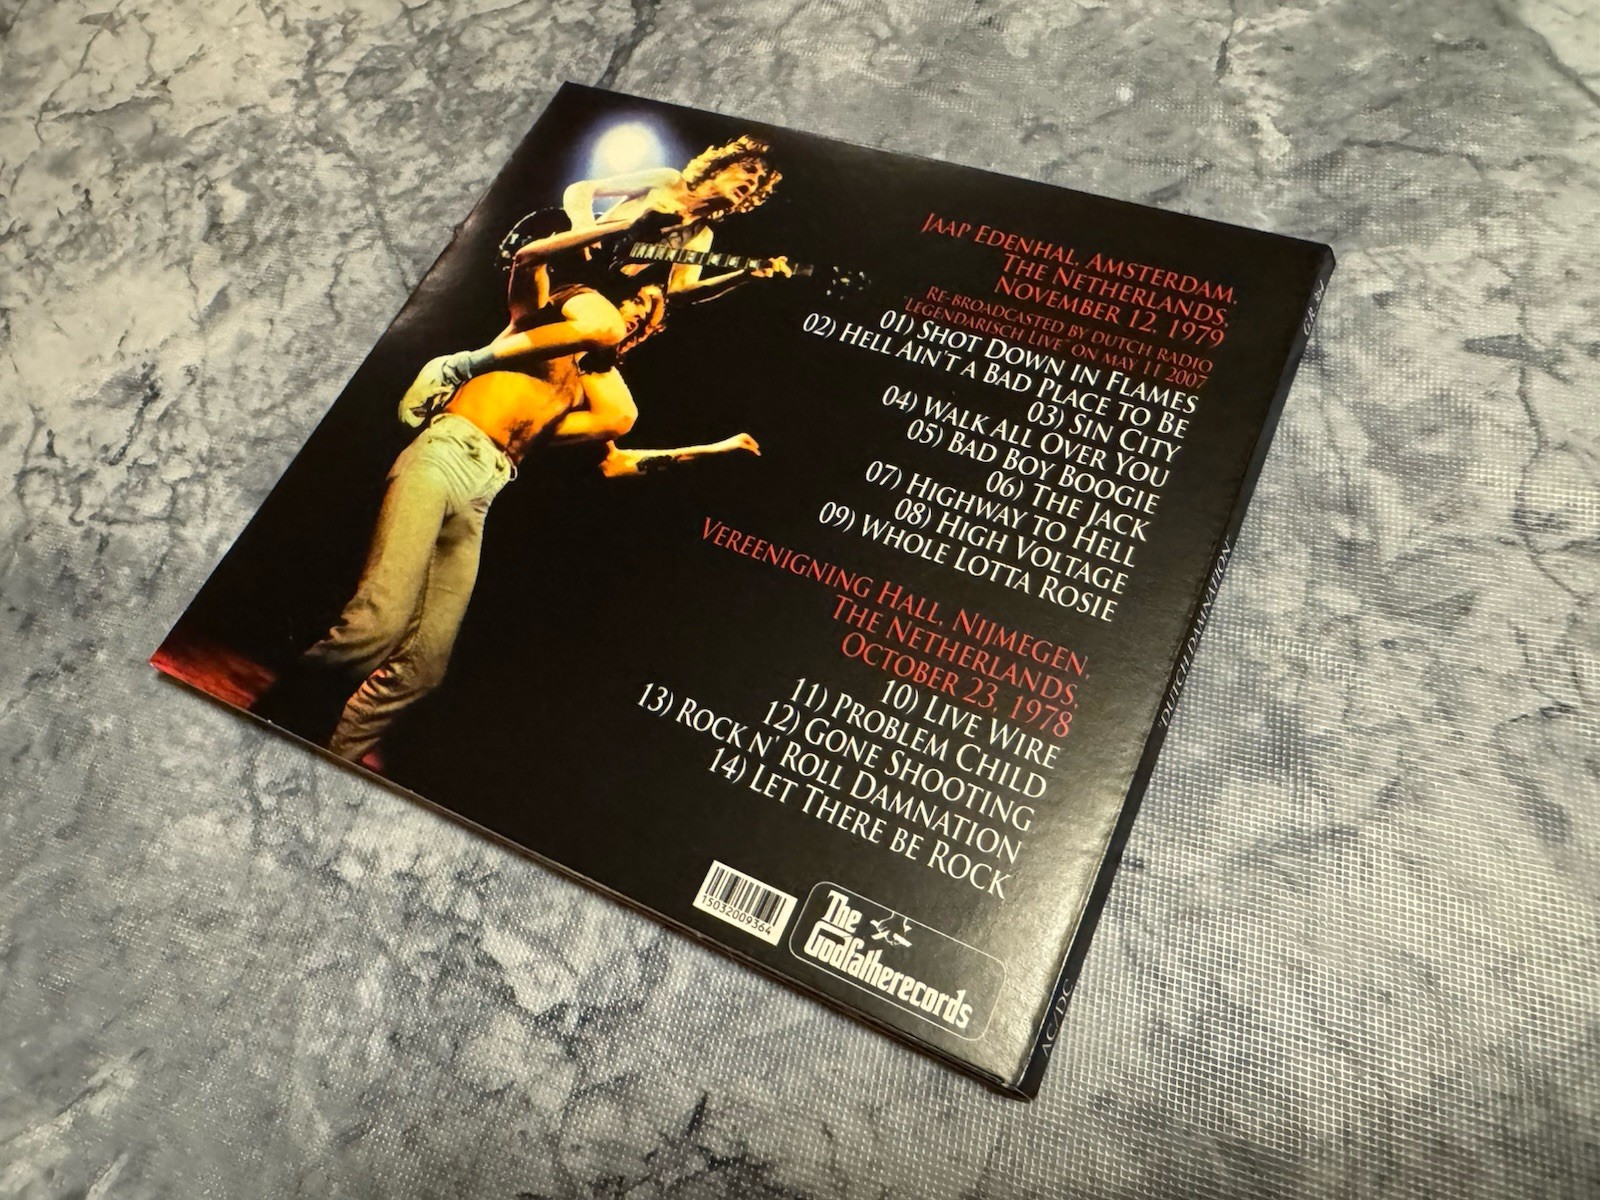 JAAP EDENHAL, AMSTERDAM,
THE NETHERLANDS,
NOVEMBER 12, 1979
RE-BROADCASTED BY DUTCH RADIO
"LEGENDARISCH LIVE" ON MAY 11 2007
01) SHOT DOWN IN FLAMES
02) HELL AIN'T A BAD PLACE TO BE
03) SIN CITY
04) WALK ALL OVER YOU
05) BAD BOY BOOGIE
06) THE JACK
07) HIGHWAY TO HELL
08) HIGH VOLTAGE
09) WHOLE LOTTA ROSIE
VEREENIGNING HALL, NIJMEGEN,
THE NETHERLANDS,
OCTOBER 23, 1978
10) LIVE WIRE
11) PROBLEM CHILD
12) GONE SHOOTING
13) ROCK N' ROLL DAMNATION
14) LET THERE BE ROCK
15032009364
The
Godfatherecords
AC/DC
"DUTCH DAMNATION"